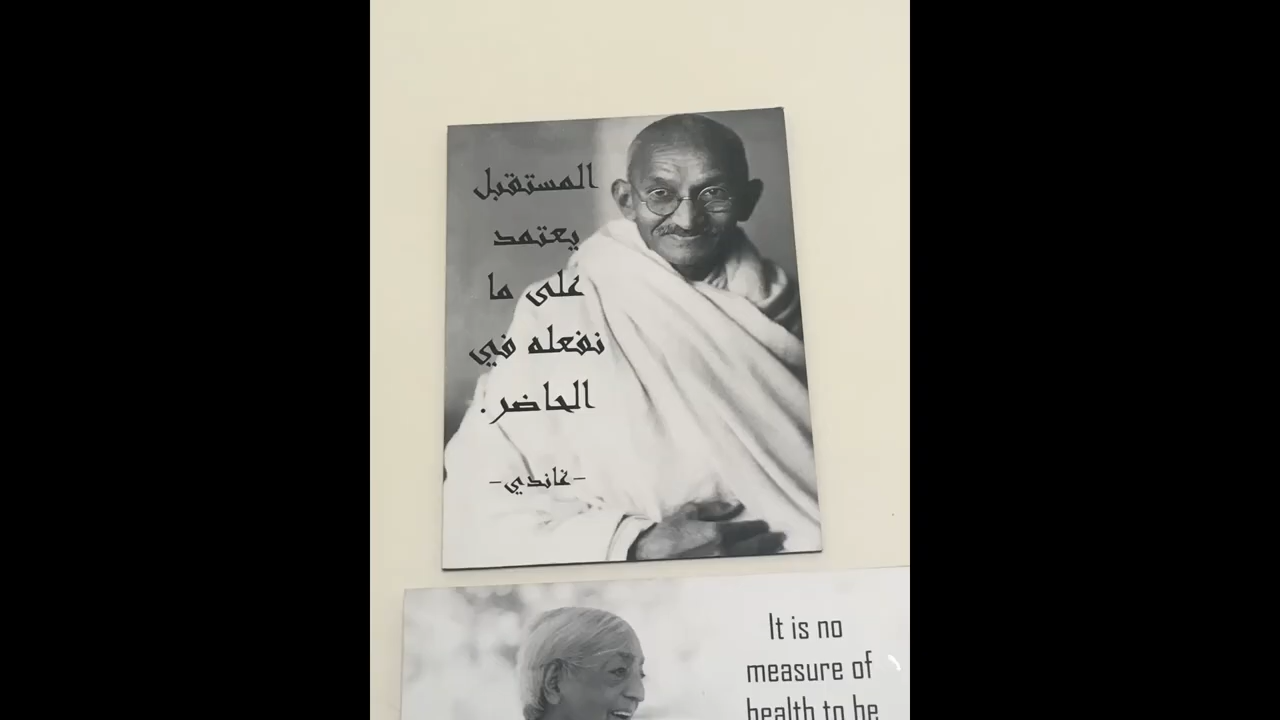 المستقبل
يعتمد
على ما
نفعله في
الحاضر.
-غاندي-
It is no
measure of
health to be